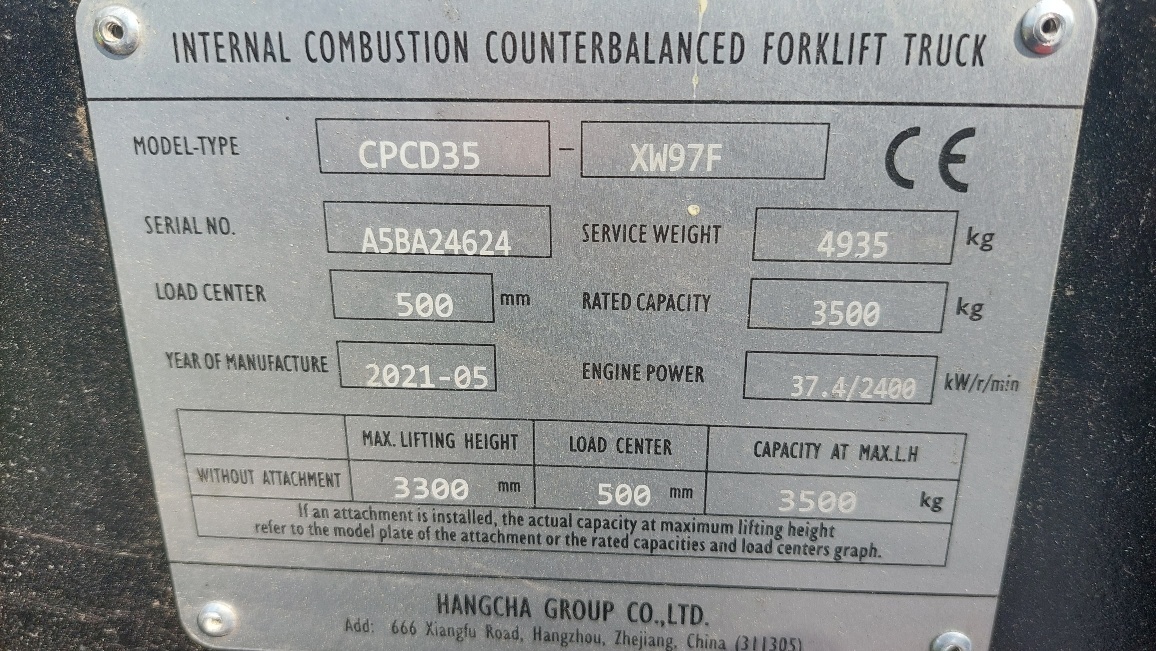 INTERNAL COMBUSTION COUNTERBALANCED FORKLIFT TRUCK
MODEL-TYPE CPCD35 - XW97F CE
SERIAL NO. A5BA24624 SERVICE WEIGHT 4935 kg
LOAD CENTER 500 mm RATED CAPACITY 3500 kg
YEAR OF MANUFACTURE 2021-05 ENGINE POWER 37.4/2400 kW/r/min
MAX. LIFTING HEIGHT LOAD CENTER CAPACITY AT MAX.L.H
WITHOUT ATTACHMENT 3300 mm 500 mm 3500 kg
If an attachment is installed, the actual capacity at maximum lifting height
refer to the model plate of the attachment or the rated capacities and load centers graph.
HANGCHA GROUP CO.,LTD.
Add: 666 Xiangfu Road, Hangzhou, Zhejiang, China (311305)